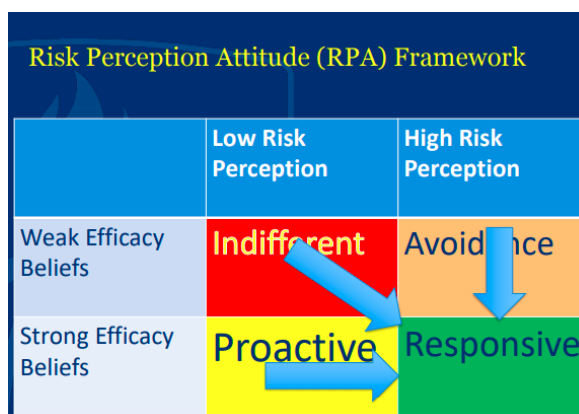 Risk Perception Attitude (RPA) Framework
Low Risk
Perception
High Risk
Perception
Weak Efficacy
Beliefs
Indifferent
Avoidance
Strong Efficacy
Beliefs
Proactive
Responsive